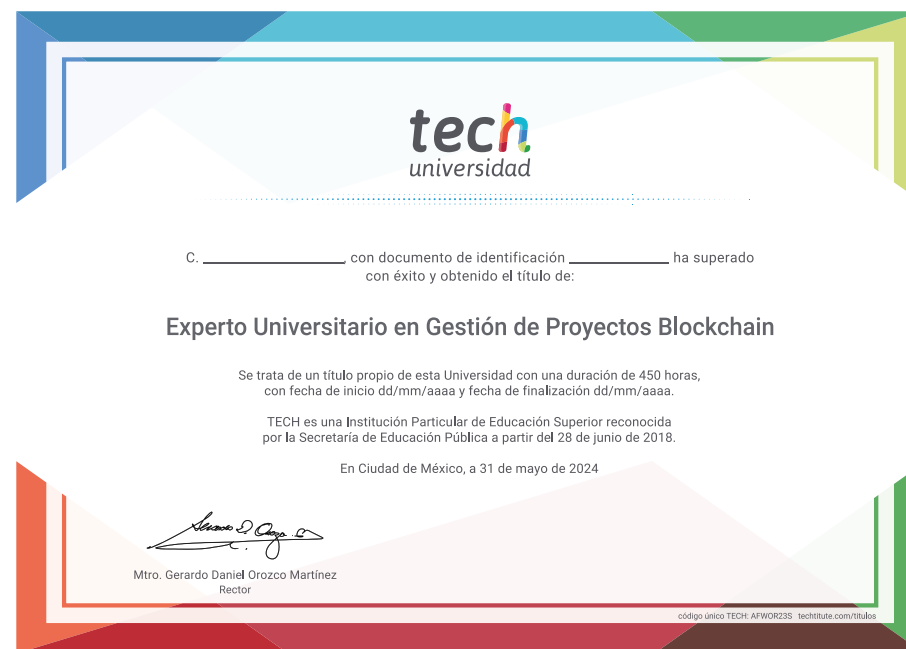 tech
universidad
C. ____________________, con documento de identificación ______________ ha superado
con éxito y obtenido el título de:
Experto Universitario en Gestión de Proyectos Blockchain
Se trata de un título propio de esta Universidad con una duración de 450 horas,
con fecha de inicio dd/mm/aaaa y fecha de finalización dd/mm/aaaa.
TECH es una Institución Particular de Educación Superior reconocida
por la Secretaría de Educación Pública a partir del 28 de junio de 2018.
En Ciudad de México, a 31 de mayo de 2024
Mtro. Gerardo Daniel Orozco Martínez
Rector
código único TECH: AFWOR23S techtitute.com/titulos